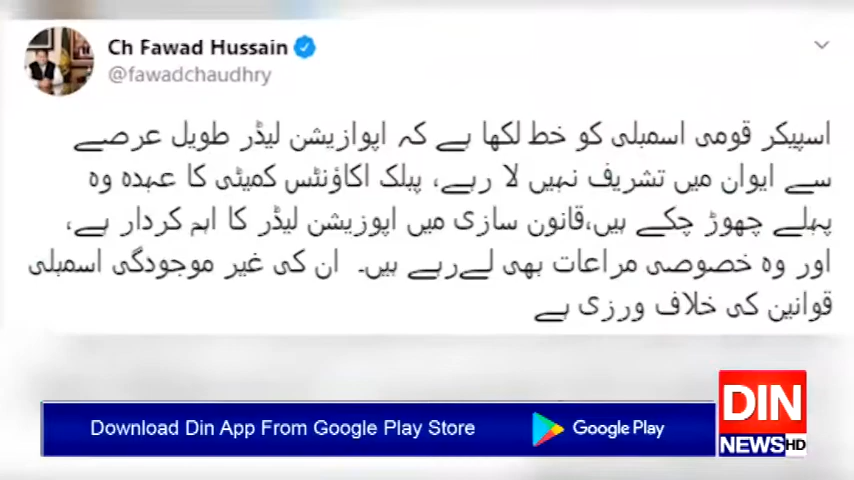 Ch Fawad Hussain
@fawadchaudhry
اسپیکر قومی اسمبلی کو خط لکھا ہے کہ اپوازیشن لیڈر طویل عرصے
سے ایوان میں تشریف نہیں لا رہے، پبلک اکاؤنٹس کمیٹی کا عہدہ وہ
پہلے چھوڑ چکے ہیں،قانون سازی میں اپوزیشن لیڈر کا اہم کردار ہے،
اور وہ خصوصی مراعات بھی لےرہے ہیں۔ ان کی غیر موجودگی اسمبلی
قوانین کی خلاف ورزی ہے
Download Din App From Google Play Store
Google Play
DIN
NEWS HD